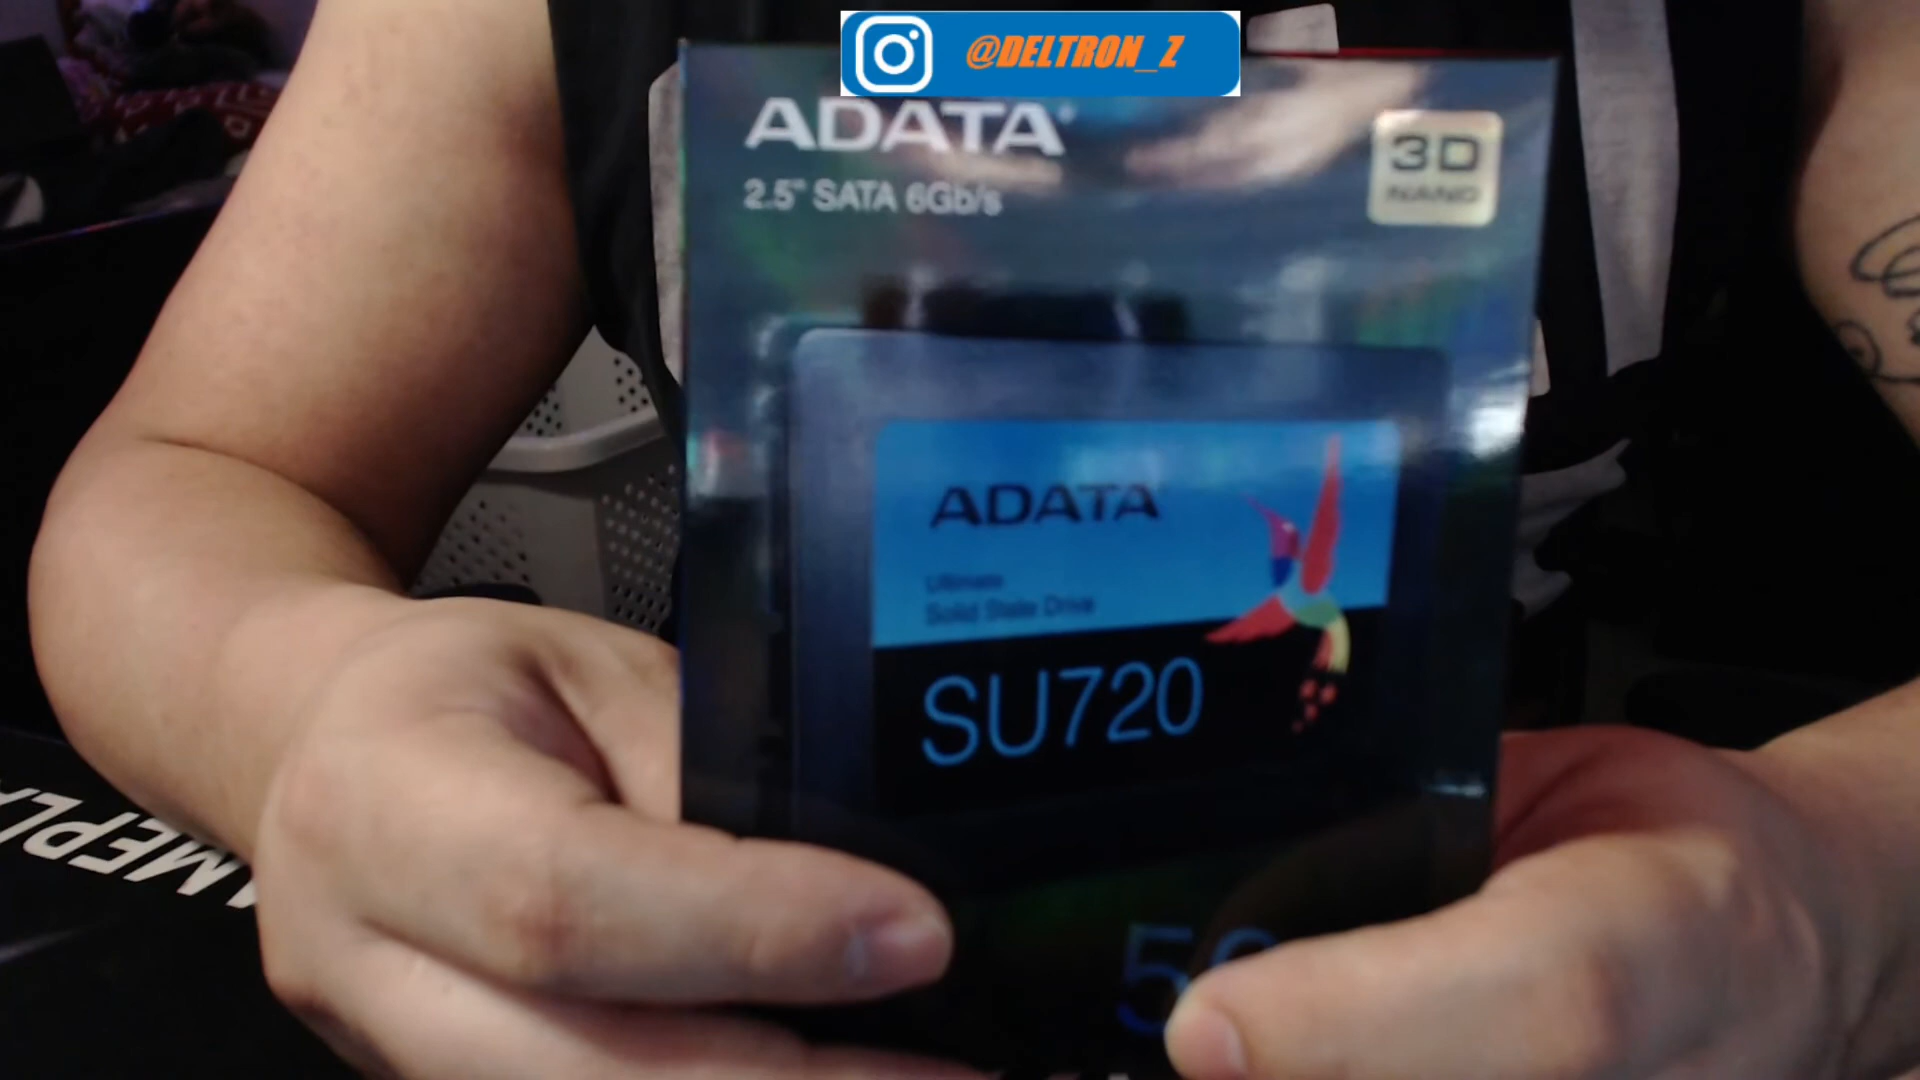 @DELTRON_Z
ADATA
2.5" SATA 6Gb/s
3D
NAND
ADATA
Ultimate
Solid State Drive
SU720